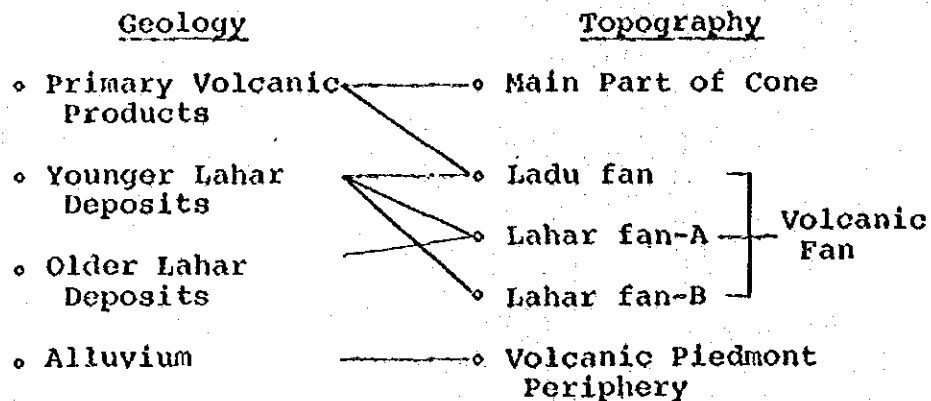 Geology
Topography
Primary Volcanic
Products
Main Part of Cone
Younger Lahar
Deposits
Ladu fan
Lahar fan-A
Volcanic
Fan
Older Lahar
Deposits
Lahar fan-B
Alluvium
Volcanic Piedmont
Periphery